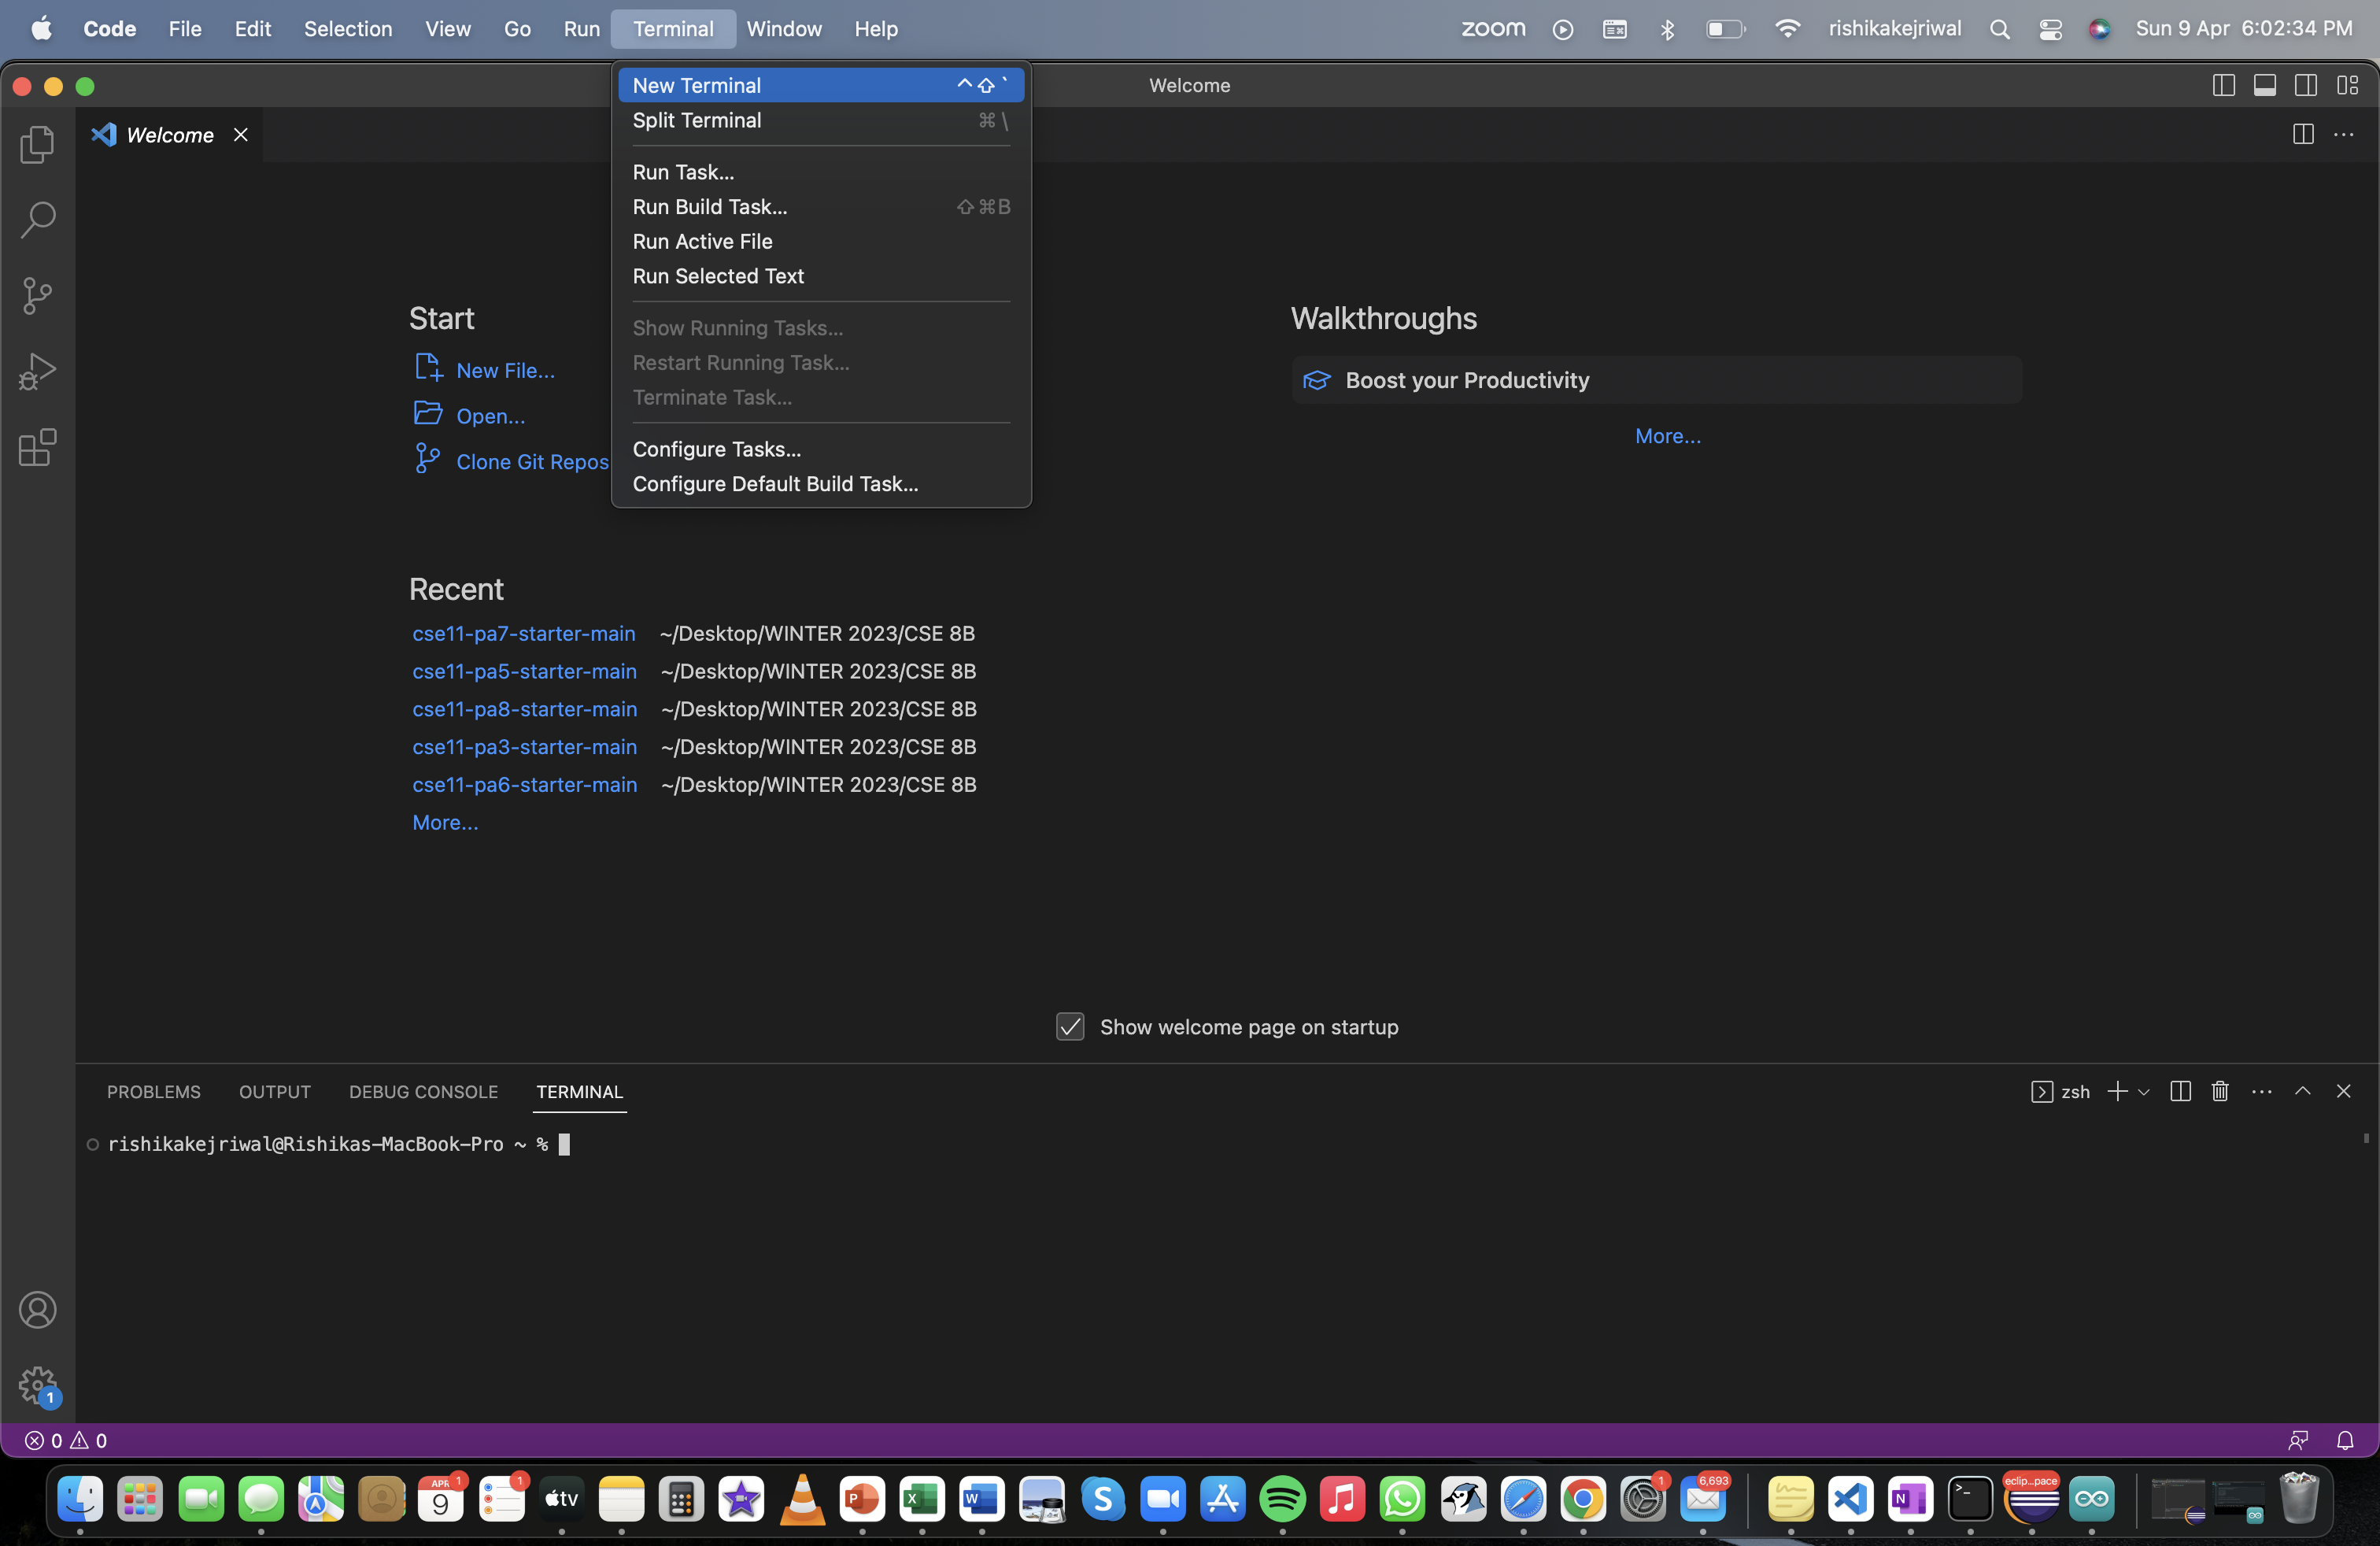 Code File Edit Selection View Go Run Terminal Window Help zoom rishikakejriwal Sun 9 Apr 6:02:34 PM
Welcome
New Terminal ^⇧`
Split Terminal ⌘\
Run Task...
Run Build Task... ⇧⌘B
Run Active File
Run Selected Text
Show Running Tasks...
Restart Running Task...
Terminate Task...
Configure Tasks...
Configure Default Build Task...
Welcome
Start
New File...
Open...
Clone Git Repos
Walkthroughs
Boost your Productivity
More...
Recent
cse11-pa7-starter-main ~/Desktop/WINTER 2023/CSE 8B
cse11-pa5-starter-main ~/Desktop/WINTER 2023/CSE 8B
cse11-pa8-starter-main ~/Desktop/WINTER 2023/CSE 8B
cse11-pa3-starter-main ~/Desktop/WINTER 2023/CSE 8B
cse11-pa6-starter-main ~/Desktop/WINTER 2023/CSE 8B
More...
Show welcome page on startup
PROBLEMS OUTPUT DEBUG CONSOLE TERMINAL zsh
rishikakejriwal@Rishikas-MacBook-Pro ~ %
1
0 0
APR 9 1
1
tv
P
X
W
S
1
6,693
N
>_
eclip...pace